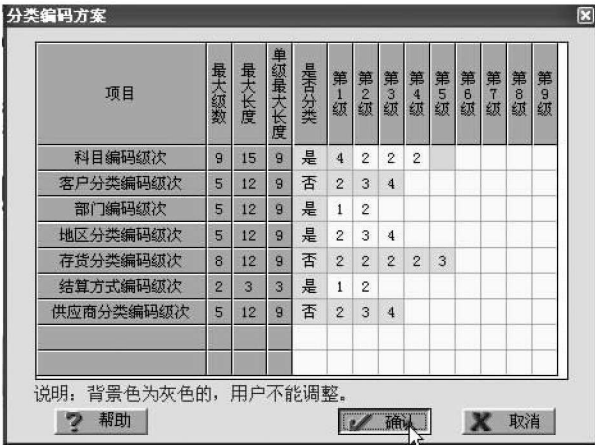 分类编码方案
项目 最大级数 最大长度 单级最大长度 是否分类 第1级 第2级 第3级 第4级 第5级 第6级 第7级 第8级 第9级
科目编码级次 9 15 9 是 4 2 2 2
客户分类编码级次 5 12 9 否 2 3 4
部门编码级次 5 12 9 是 1 2
地区分类编码级次 5 12 9 是 2 3 4
存货分类编码级次 8 12 9 否 2 2 2 2 3
结算方式编码级次 2 3 3 是 1 2
供应商分类编码级次 5 12 9 否 2 3 4
说明：背景色为灰色的，用户不能调整。
帮助 确认 取消